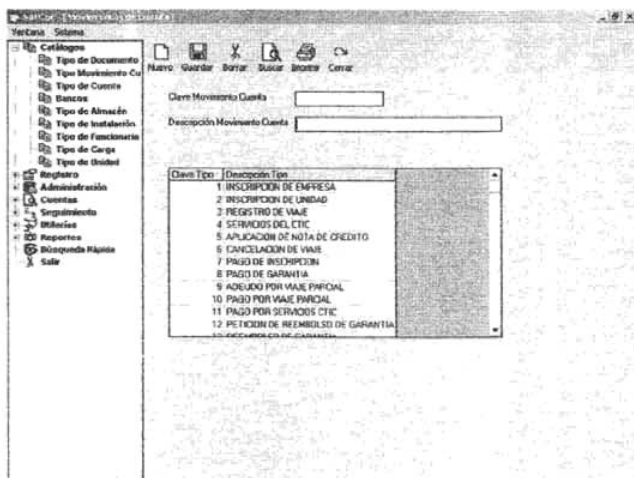 Ventana Sistema
Catálogos
Tipo de Documento
Tipo Movimiento Cu
Tipo de Cuenta
Bancos
Tipo de Almacén
Tipo de Instalación
Tipo de Funcionario
Tipo de Carga
Tipo de Unidad
Registro
Administración
Cuentas
Seguimiento
Utilerías
Reportes
Búsqueda Rápida
Salir
Nuevo Guardar Borrar Buscar Imprimir Cerrar
Clave Movimiento Cuenta
Descripción Movimiento Cuenta
Clave Tipo Descripción Tipo
1 INSCRIPCION DE EMPRESA
2 INSCRIPCION DE UNIDAD
3 REGISTRO DE VIAJE
4 SERVICIOS DEL CTIC
5 APLICACION DE NOTA DE CREDITO
6 CANCELACION DE VIAJE
7 PAGO DE INSCRIPCION
8 PAGO DE GARANTIA
9 ADEUDO POR VIAJE PARCIAL
10 PAGO POR VIAJE PARCIAL
11 PAGO POR SERVICIOS CTIC
12 PETICION DE REEMBOLSO DE GARANTIA
13 REEMBOLSO DE GARANTIA